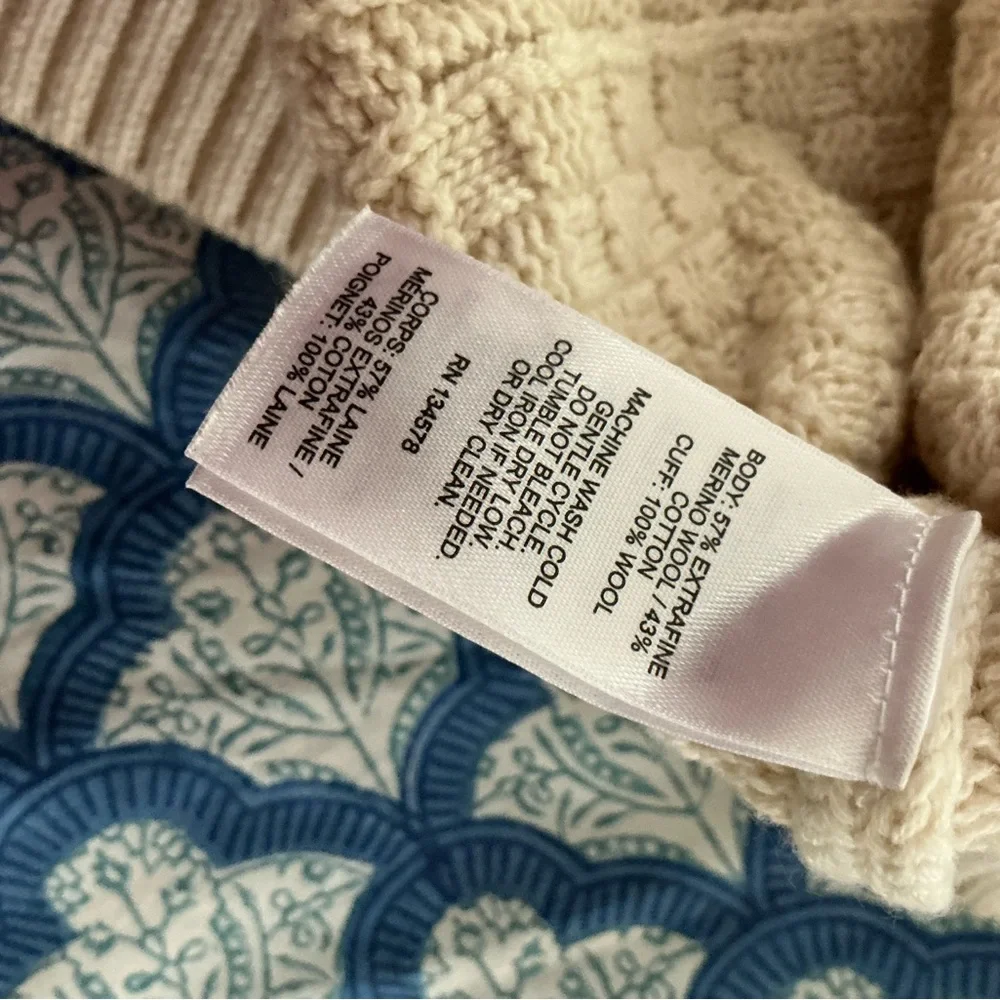 BODY: 57% EXTRAFINE
MERINO WOOL / 43%
COTTON
CUFF: 100% WOOL
MACHINE WASH COLD
GENTLE CYCLE.
DO NOT BLEACH.
TUMBLE DRY LOW.
COOL IRON IF NEEDED.
OR DRY CLEAN.
RN 134578
CORPS: 57% LAINE
MERINOS EXTRAFINE /
43% COTTON
POIGNET: 100% LAINE